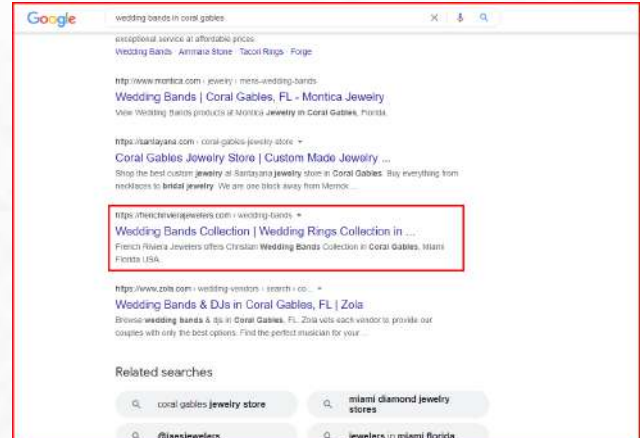 Google
wedding bands in coral gables
exceptional service at affordable prices.
Wedding Bands · Ammara Stone · Tacori Rings · Forge
http://www.montica.com › jewelry › mens-wedding-bands
Wedding Bands | Coral Gables, FL - Montica Jewelry
View Wedding Bands products at Montica Jewelry in Coral Gables, Florida.
https://santayana.com › coral-gables-jewelry-store
Coral Gables Jewelry Store | Custom Made Jewelry ...
Shop the best custom jewelry at Santayana jewelry store in Coral Gables. Buy everything from
necklaces to bridal jewelry. We are one block away from Merrick ...
https://frenchrivierajewelers.com › wedding-bands
Wedding Bands Collection | Wedding Rings Collection in ...
French Riviera Jewelers offers Christian Wedding Bands Collection in Coral Gables, Miami
Florida USA.
https://www.zola.com › wedding-vendors › search › co...
Wedding Bands & DJs in Coral Gables, FL | Zola
Browse wedding bands & djs in Coral Gables, FL. Zola vets each vendor to provide our
couples with only the best options. Find the perfect musician for your ...
Related searches
coral gables jewelry store
miami diamond jewelry
stores
jewelers in miami florida